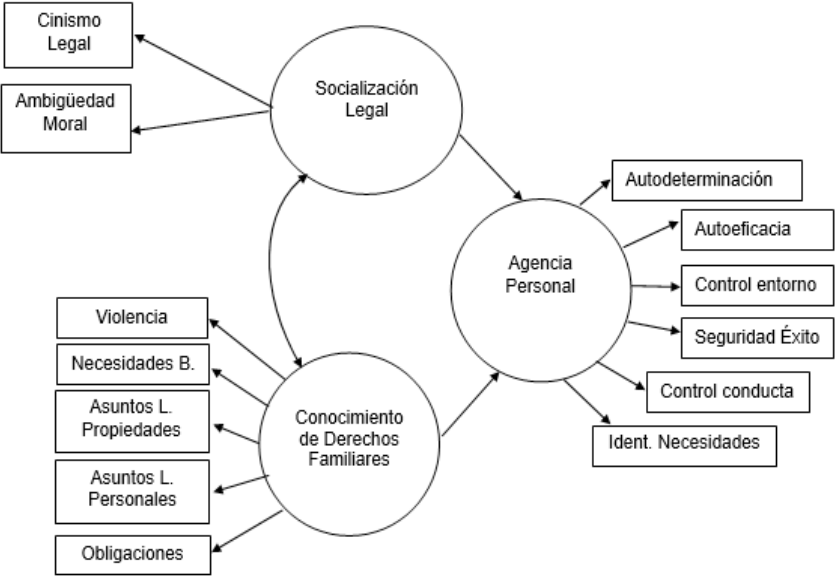 Cinismo
Legal
Ambigüedad
Moral
Socialización
Legal
Autodeterminación
Autoeficacia
Agencia
Personal
Control entorno
Seguridad Éxito
Control conducta
Ident. Necesidades
Violencia
Necesidades B.
Asuntos L.
Propiedades
Asuntos L.
Personales
Obligaciones
Conocimiento
de Derechos
Familiares